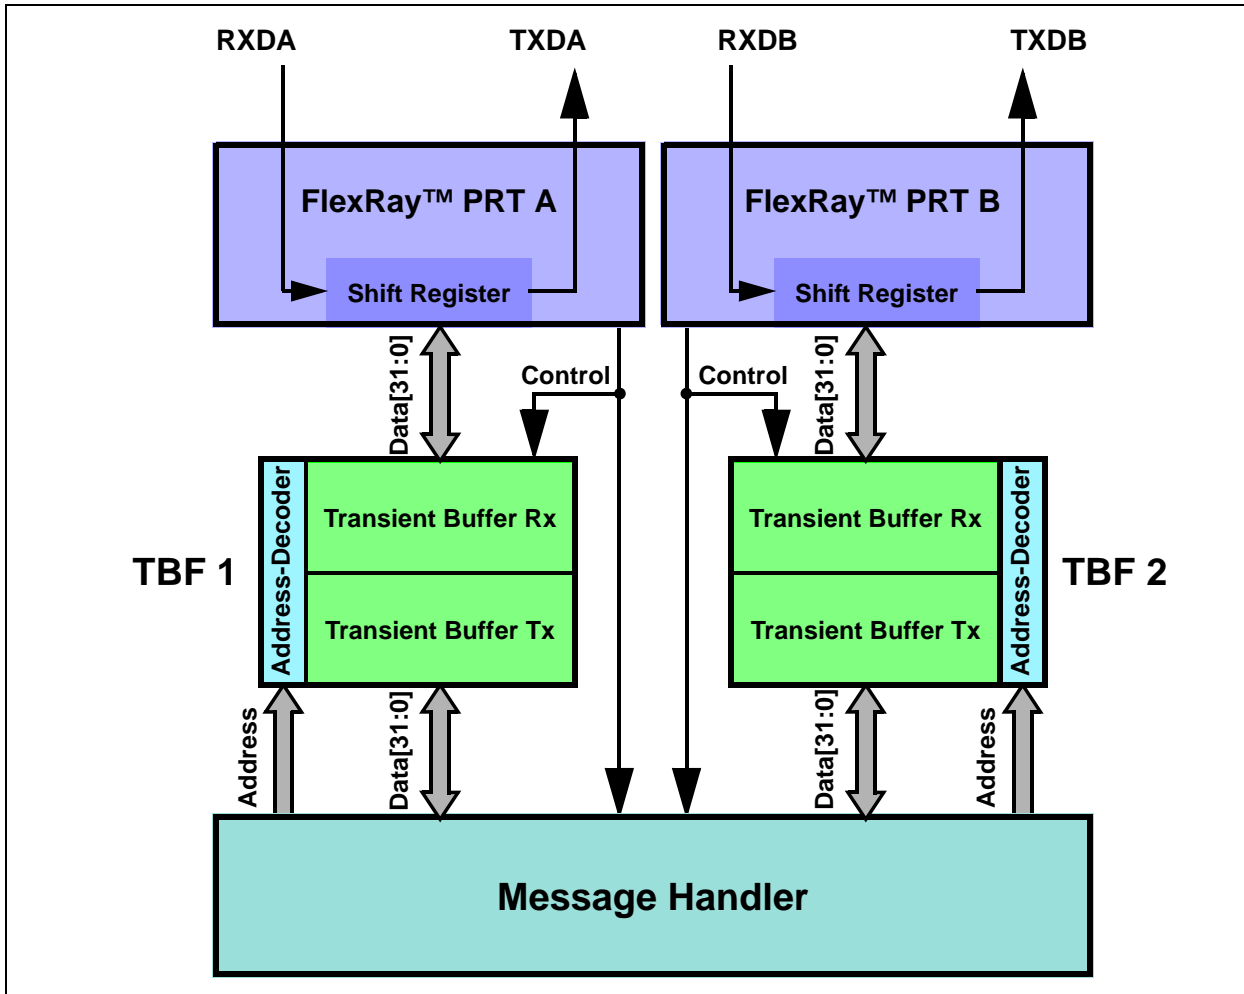 RXDA
TXDA
RXDB
TXDB
FlexRay™ PRT A
FlexRay™ PRT B
Shift Register
Shift Register
Data[31:0]
Control
Control
Data[31:0]
TBF 1
Address-Decoder
Transient Buffer Rx
Transient Buffer Tx
Transient Buffer Rx
Transient Buffer Tx
Address-Decoder
TBF 2
Address
Data[31:0]
Data[31:0]
Address
Message Handler